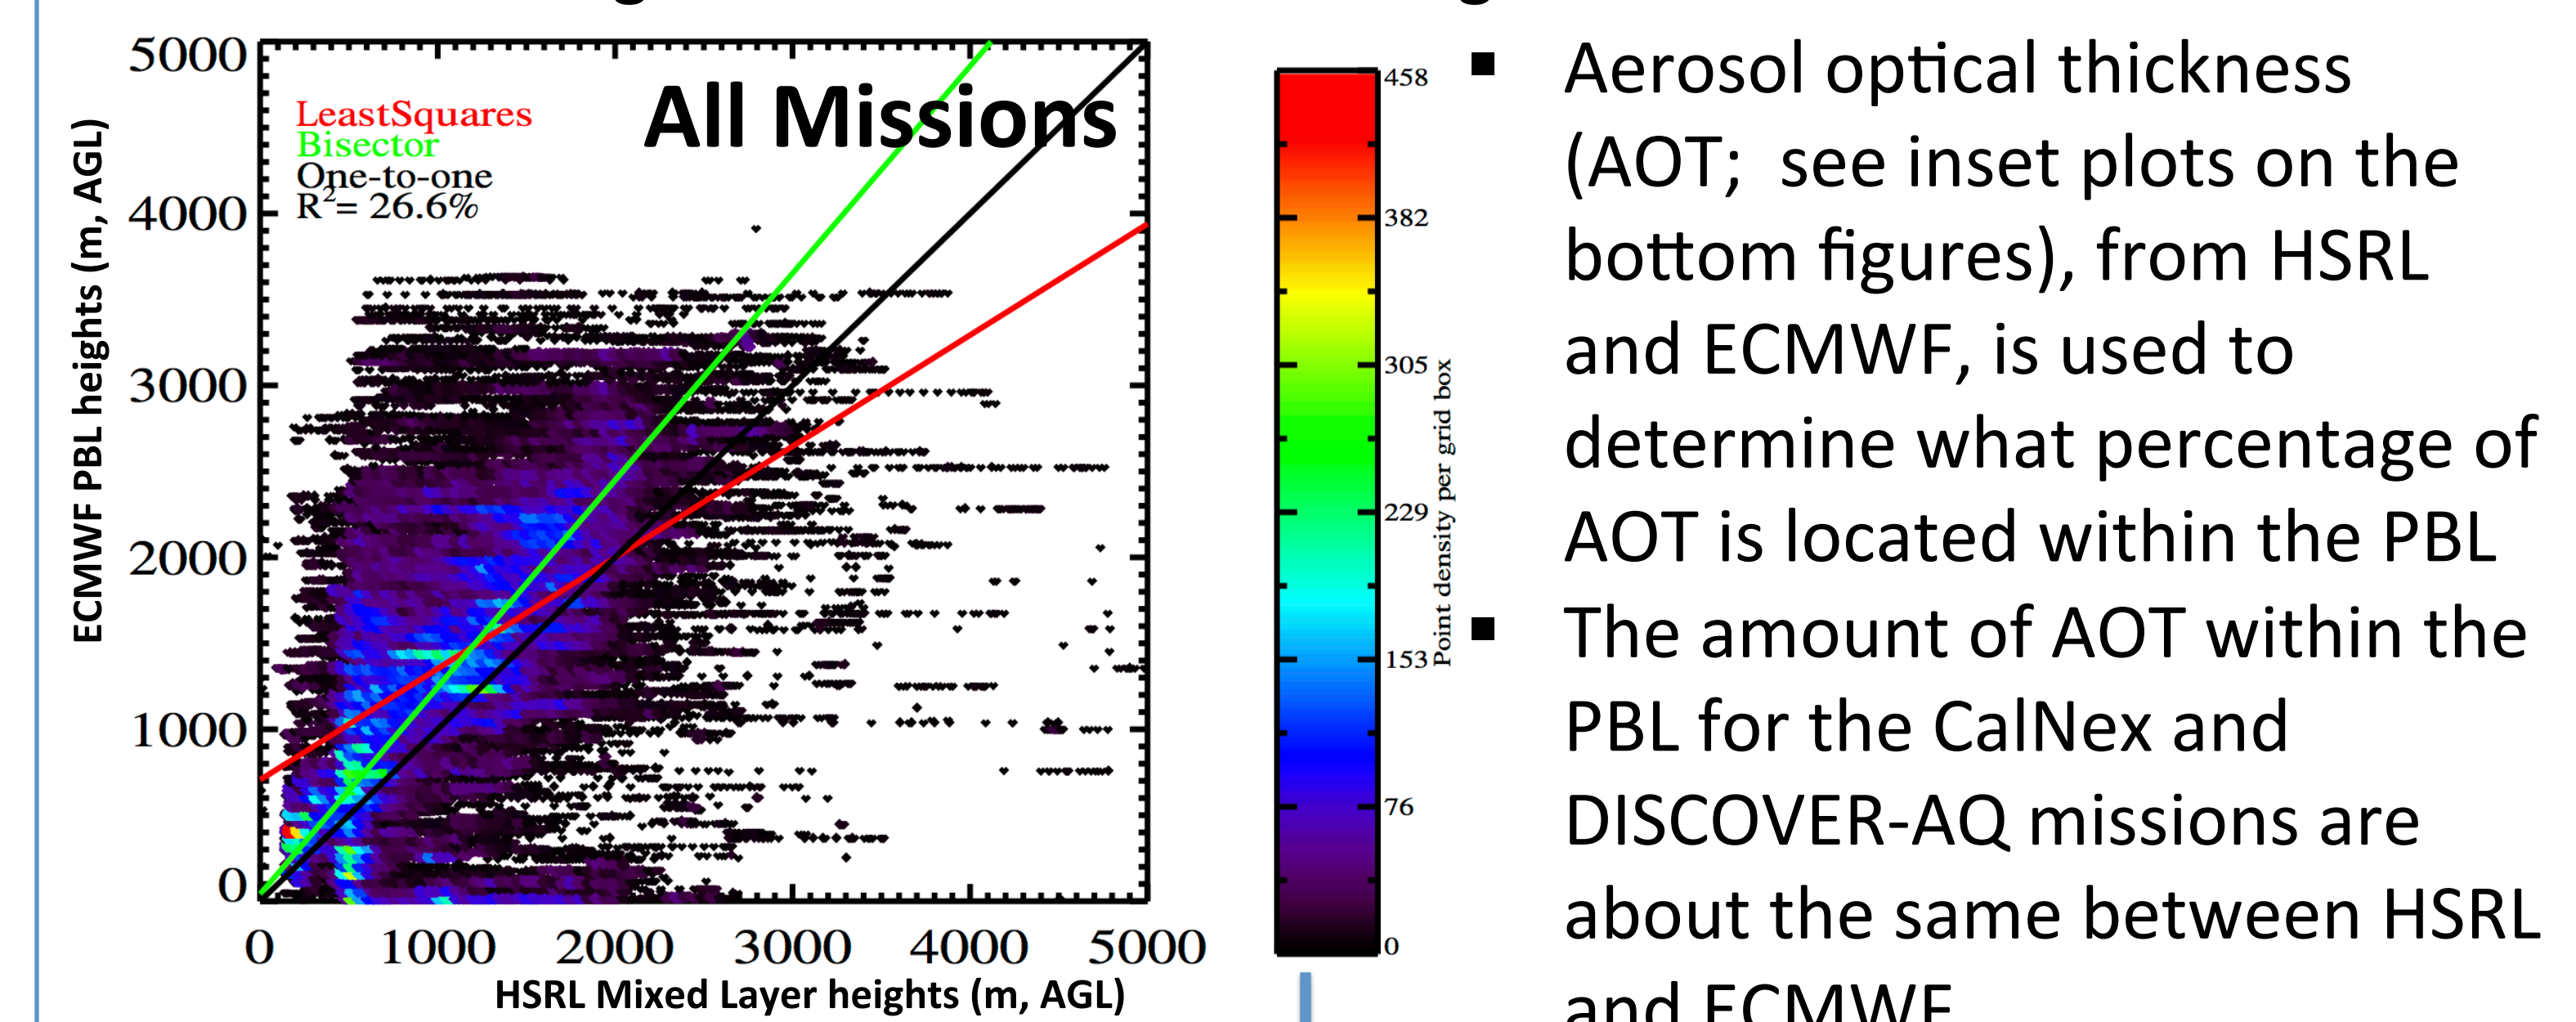 5000
4000
3000
2000
1000
0
ECMWF PBL heights (m, AGL)
LeastSquares
Bisector
One-to-one
R²= 26.6%
All Missions
0 1000 2000 3000 4000 5000
HSRL Mixed Layer heights (m, AGL)
458
382
305
229
153
76
0
Point density per grid box
▪ Aerosol optical thickness
(AOT;  see inset plots on the
bottom figures), from HSRL
and ECMWF, is used to
determine what percentage of
AOT is located within the PBL
▪ The amount of AOT within the
PBL for the CalNex and
DISCOVER-AQ missions are
about the same between HSRL
and ECMWF